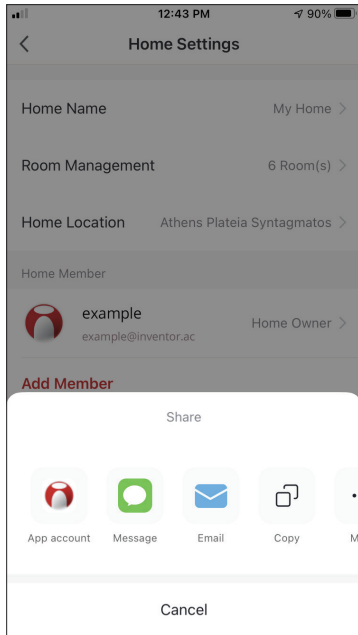 12:43 PM 90%
Home Settings
Home Name My Home
Room Management 6 Room(s)
Home Location Athens Plateia Syntagmatos
Home Member
example
example@inventor.ac
Home Owner
Add Member
Share
App account Message Email Copy M
Cancel